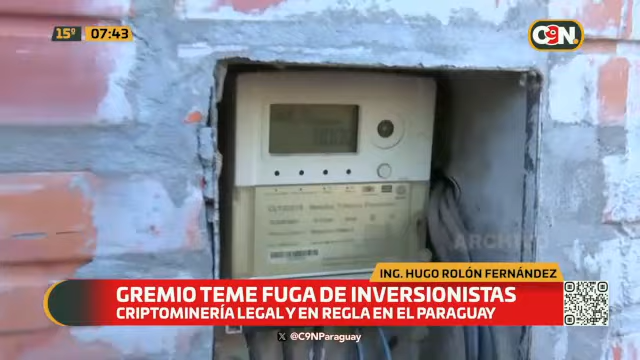 15°
07:43
C9N
ARCHIVO
ING. HUGO ROLÓN FERNÁNDEZ
GREMIO TEME FUGA DE INVERSIONISTAS
CRIPTOMINERÍA LEGAL Y EN REGLA EN EL PARAGUAY
@C9NParaguay